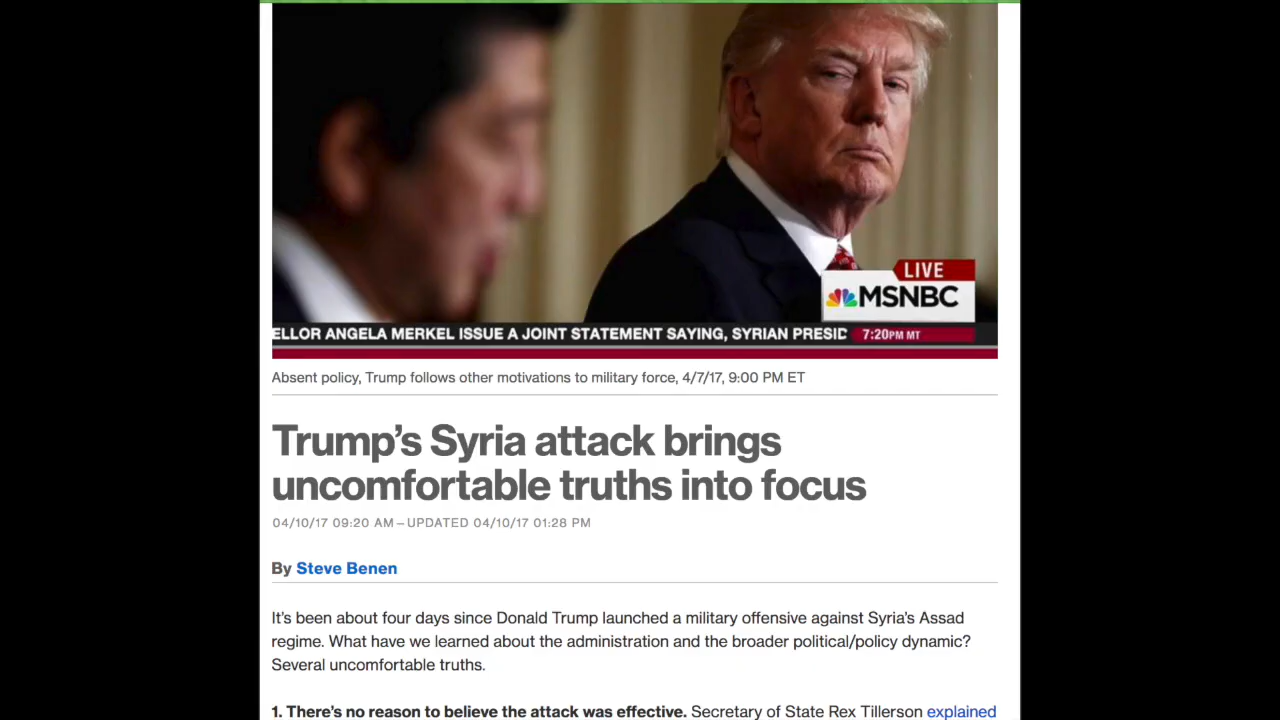 LIVE
MSNBC
ELLOR ANGELA MERKEL ISSUE A JOINT STATEMENT SAYING, SYRIAN PRESID 7:20PM MT
Absent policy, Trump follows other motivations to military force, 4/7/17, 9:00 PM ET
Trump's Syria attack brings
uncomfortable truths into focus
04/10/17 09:20 AM—UPDATED 04/10/17 01:28 PM
By Steve Benen
It's been about four days since Donald Trump launched a military offensive against Syria's Assad
regime. What have we learned about the administration and the broader political/policy dynamic?
Several uncomfortable truths.
1. There's no reason to believe the attack was effective. Secretary of State Rex Tillerson explained